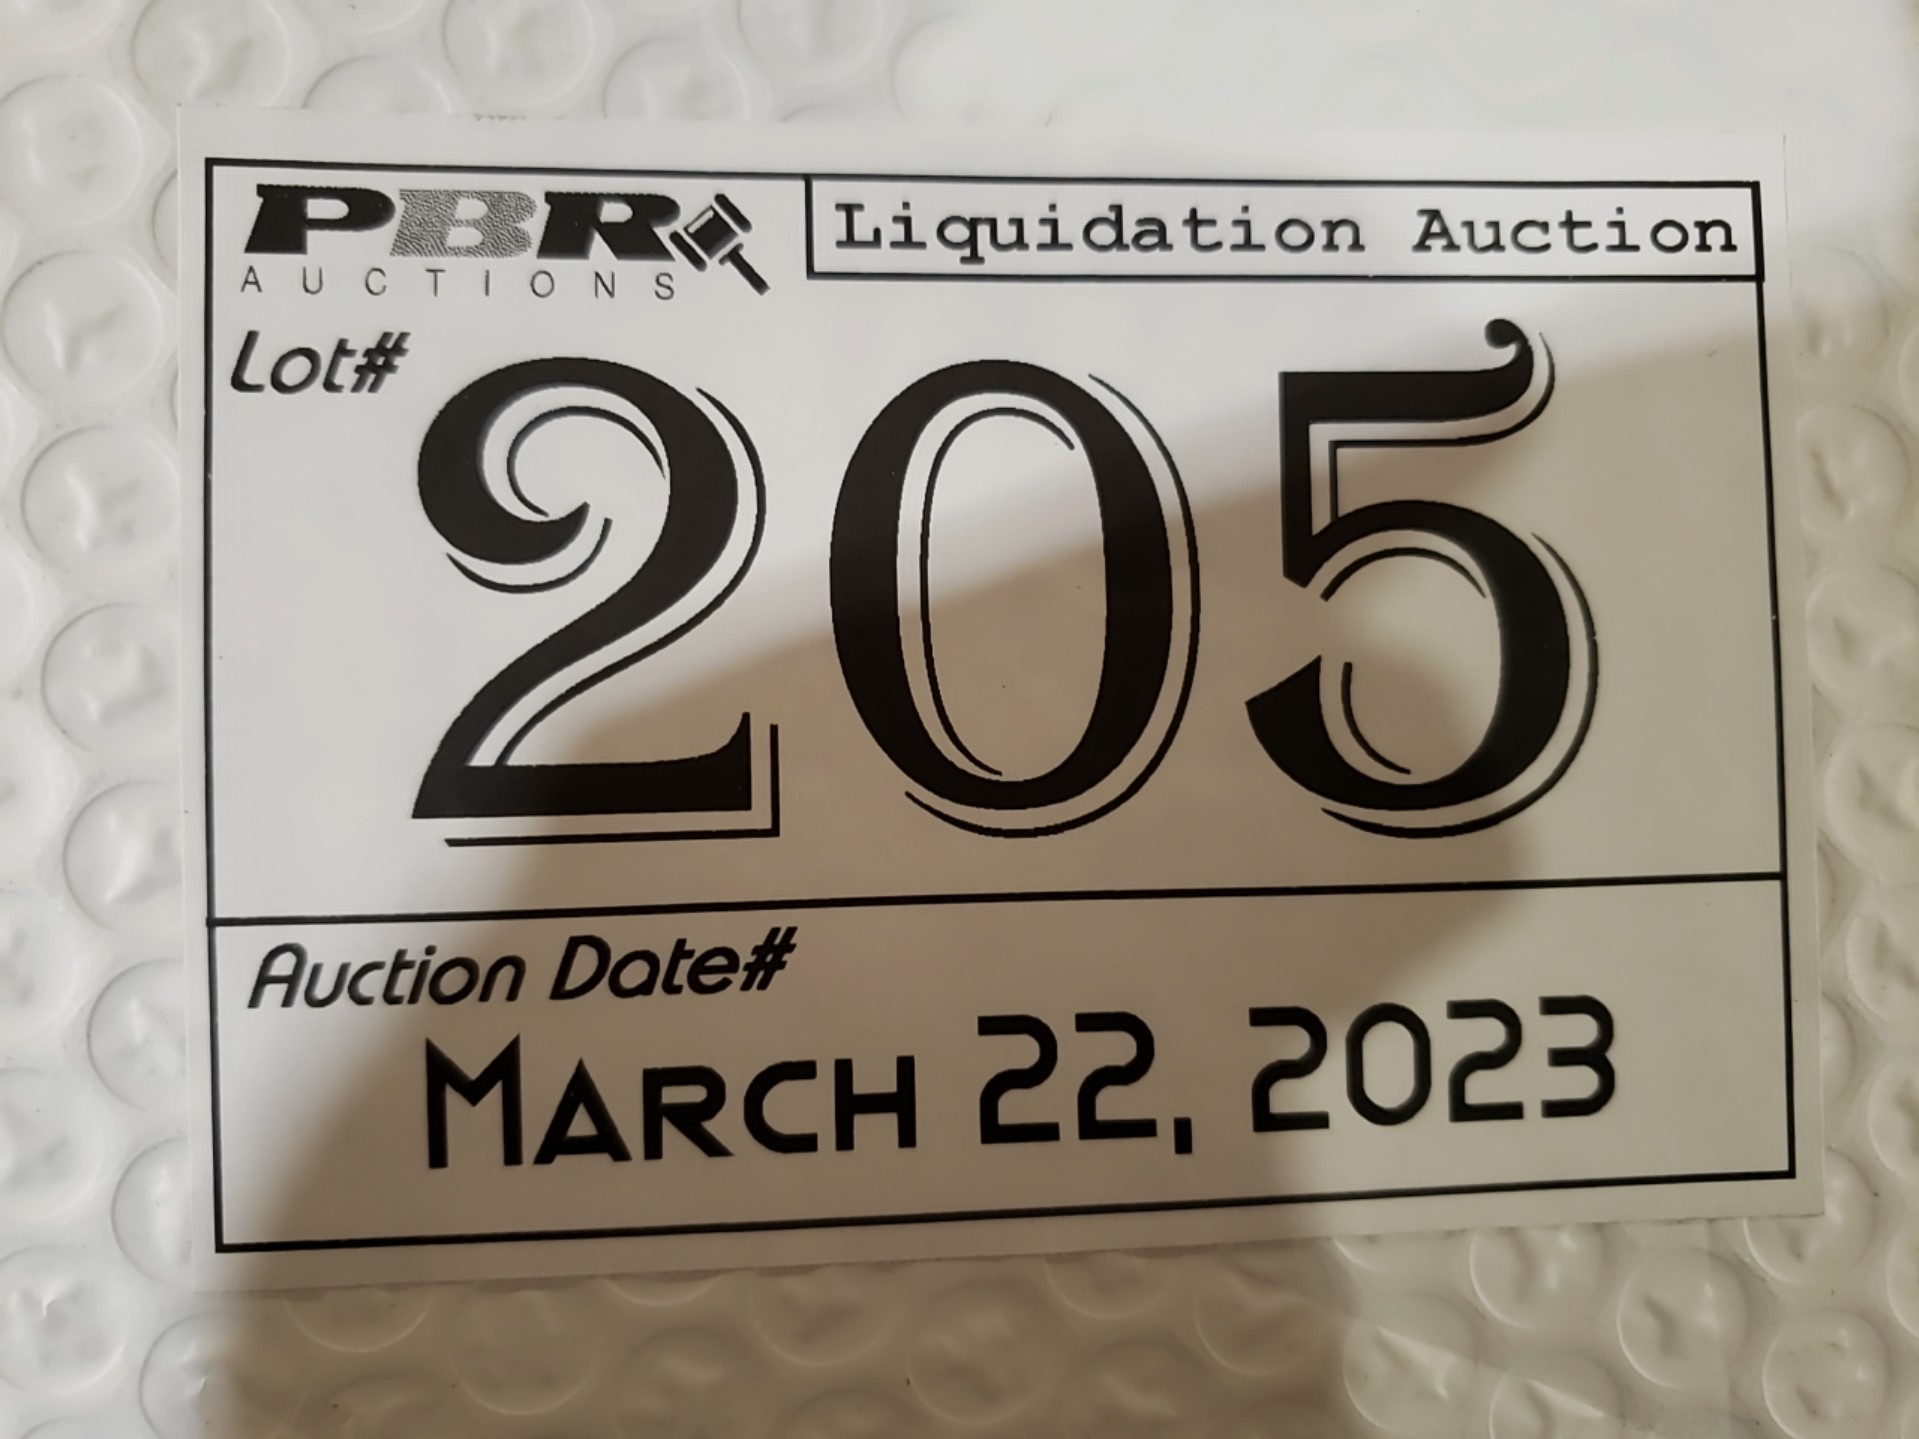 PBR
AUCTIONS
Liquidation Auction
Lot#
205
Auction Date#
March 22, 2023